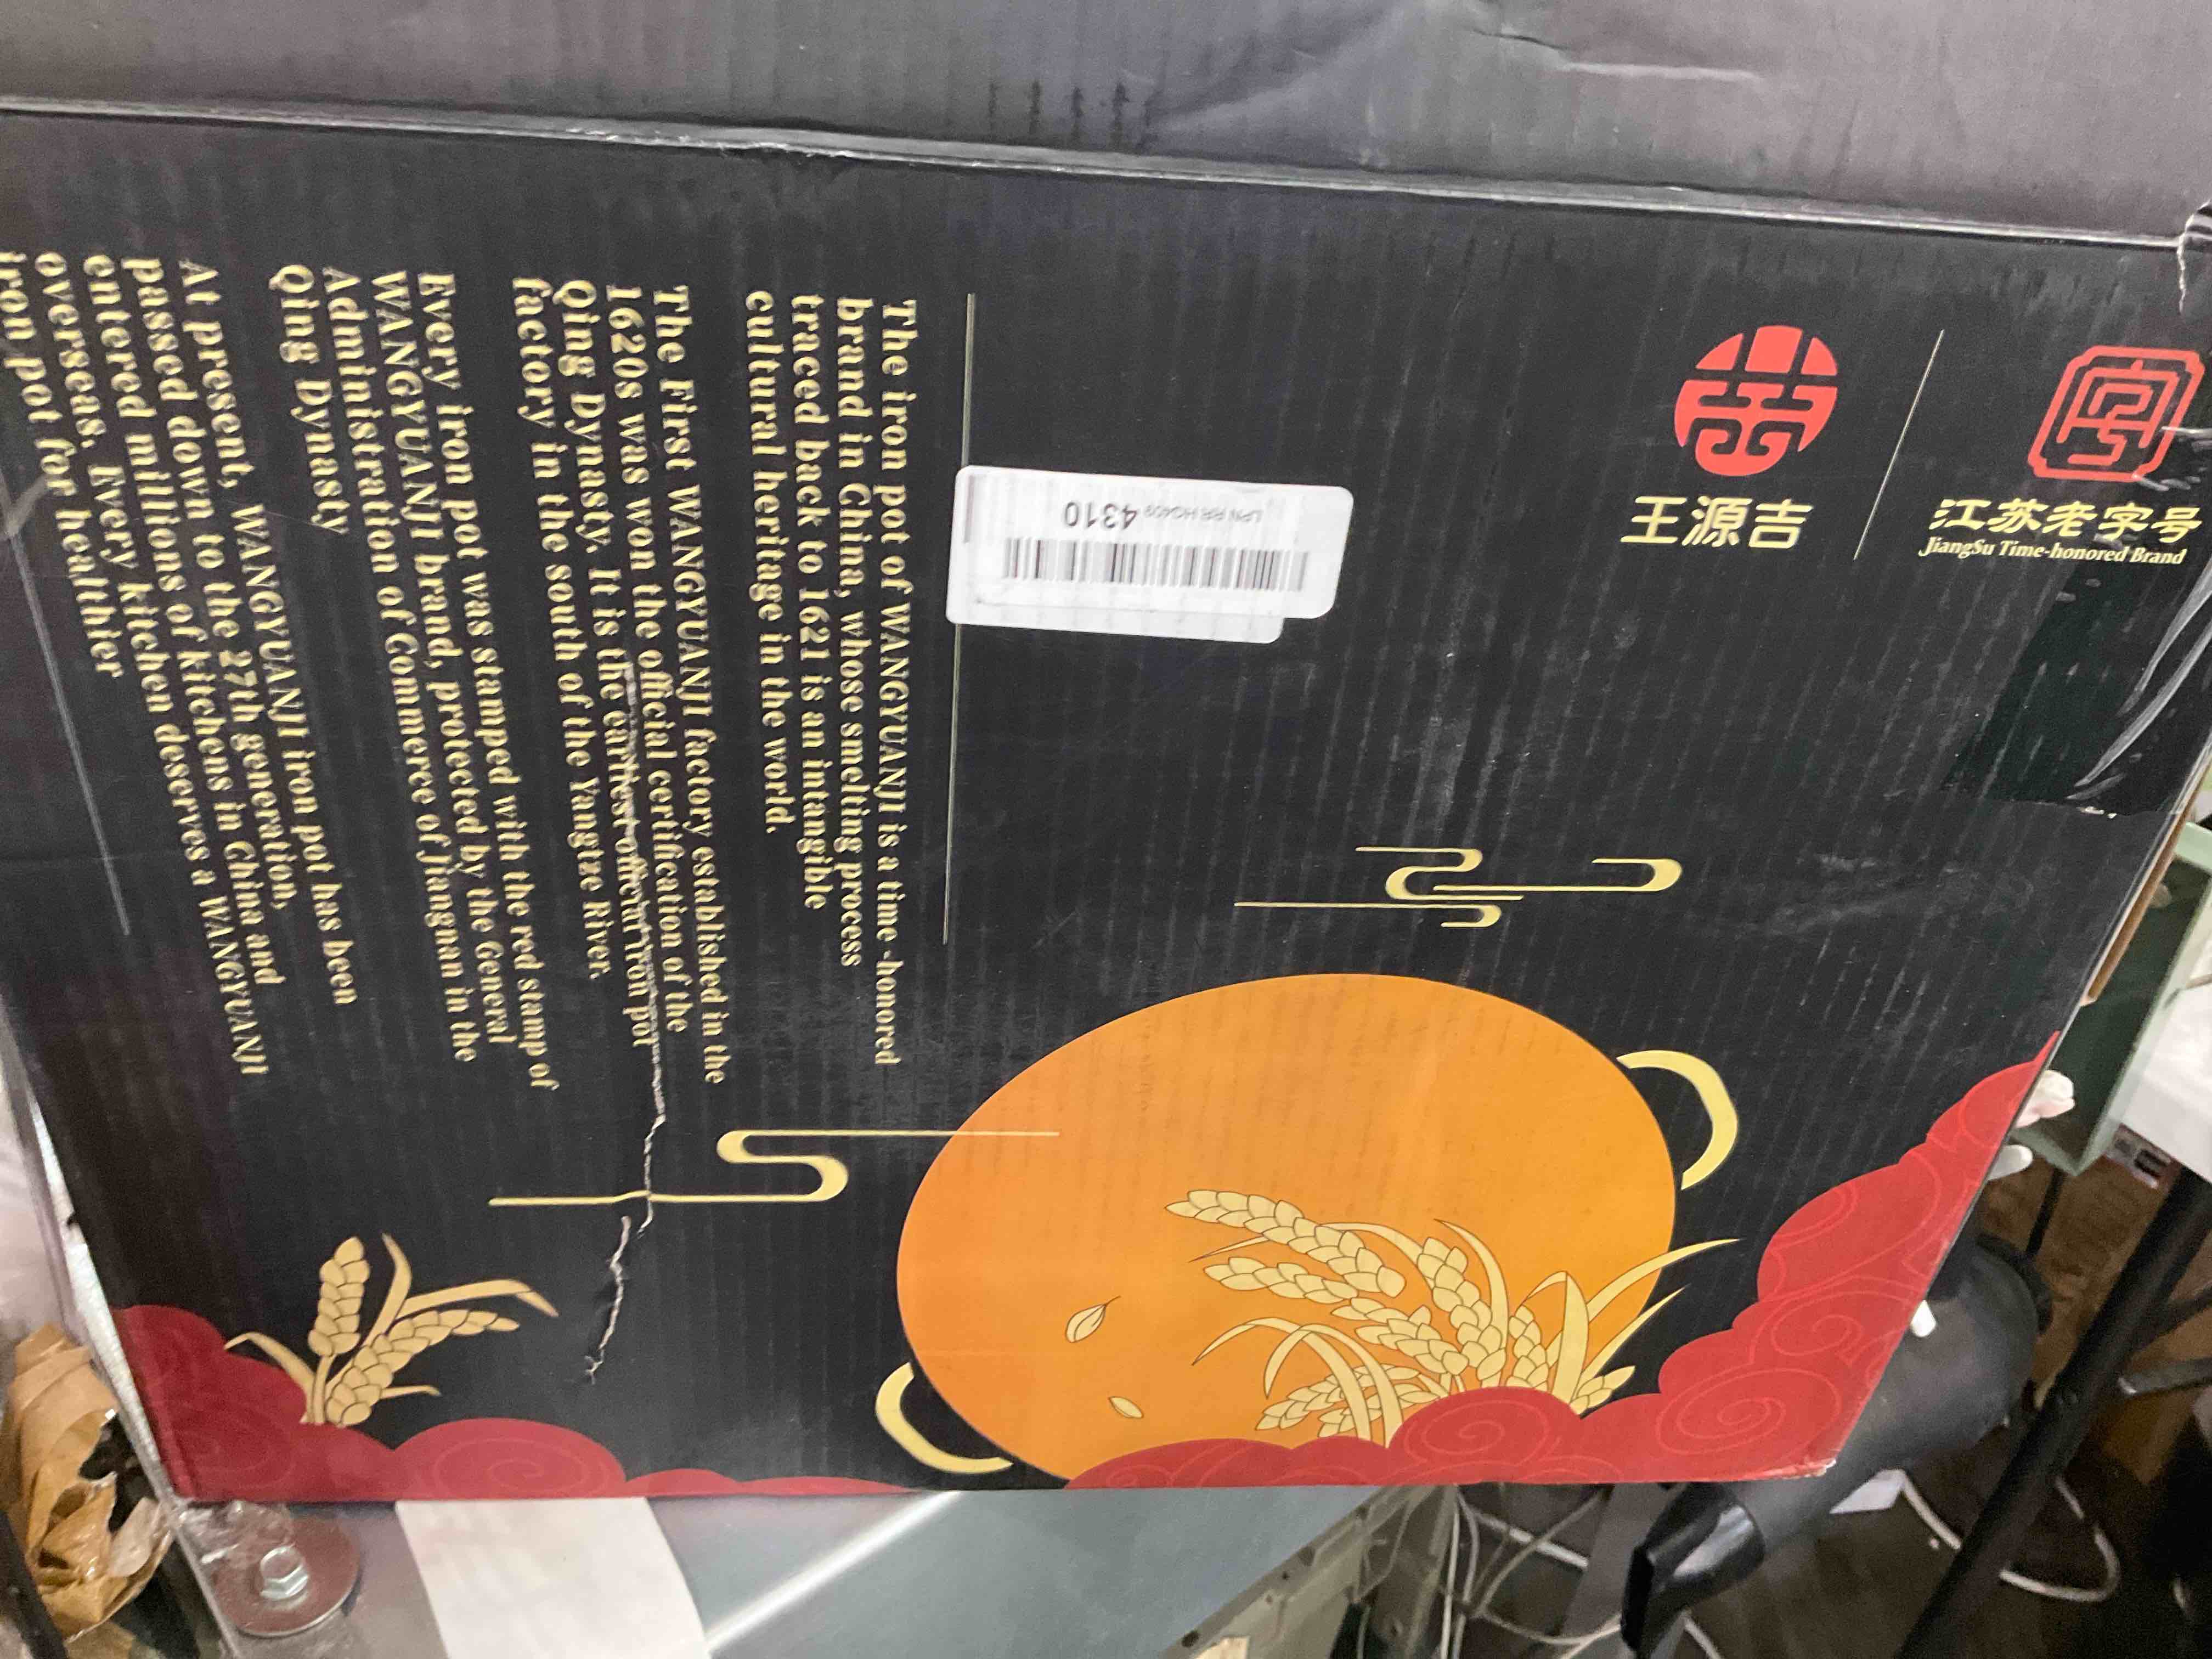 王源吉
江苏老字号
JiangSu Time-honored Brand
LPN RR HQ409
4310
The iron pot of WANGYUANJI is a time-honored
brand in China, whose smelting process
traced back to 1621 is an intangible
cultural heritage in the world.
The First WANGYUANJI factory established in the
1620s was won the official certification of the
Qing Dynasty. It is the earliest official iron pot
factory in the south of the Yangtze River.
Every iron pot was stamped with the red stamp of
WANGYUANJI brand, protected by the General
Administration of Commerce of Jiangnan in the
Qing Dynasty
At present, WANGYUANJI iron pot has been
passed down to the 27th generation,
entered millions of kitchens in China and
overseas. Every kitchen deserves a WANGYUANJI
iron pot for healthier